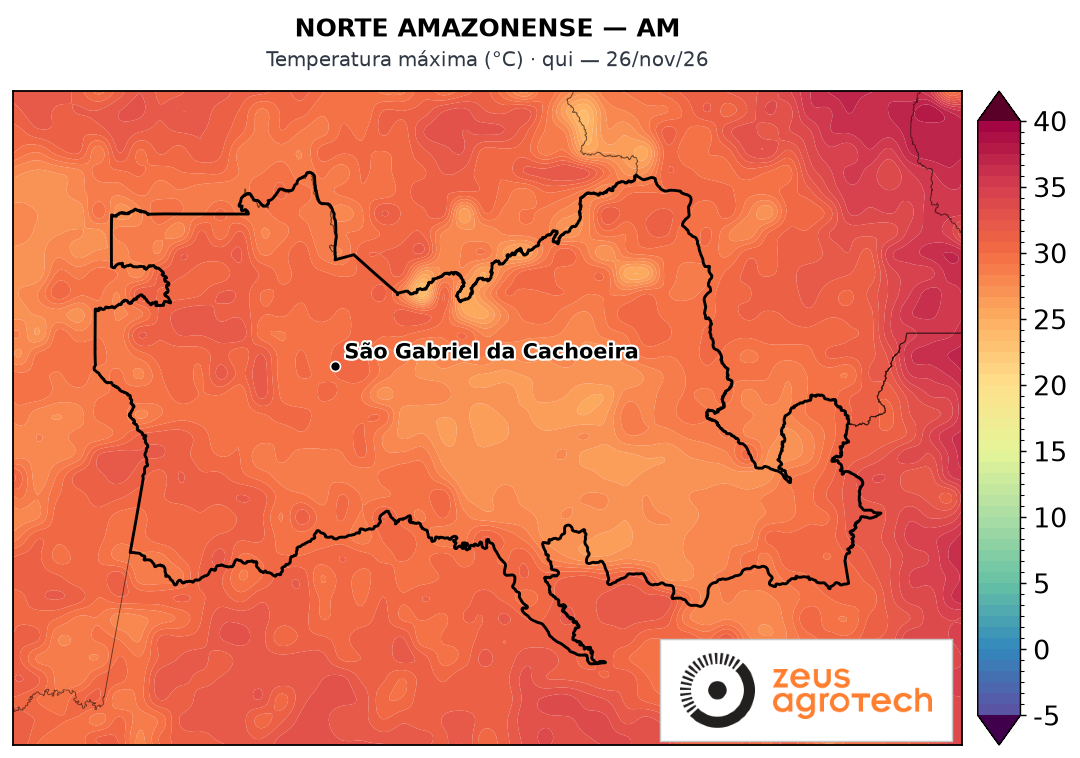 NORTE AMAZONENSE — AM
Temperatura máxima (°C) · qui — 26/nov/26
40
35
30
25
20
15
10
5
0
-5
São Gabriel da Cachoeira
zeus
agrotech